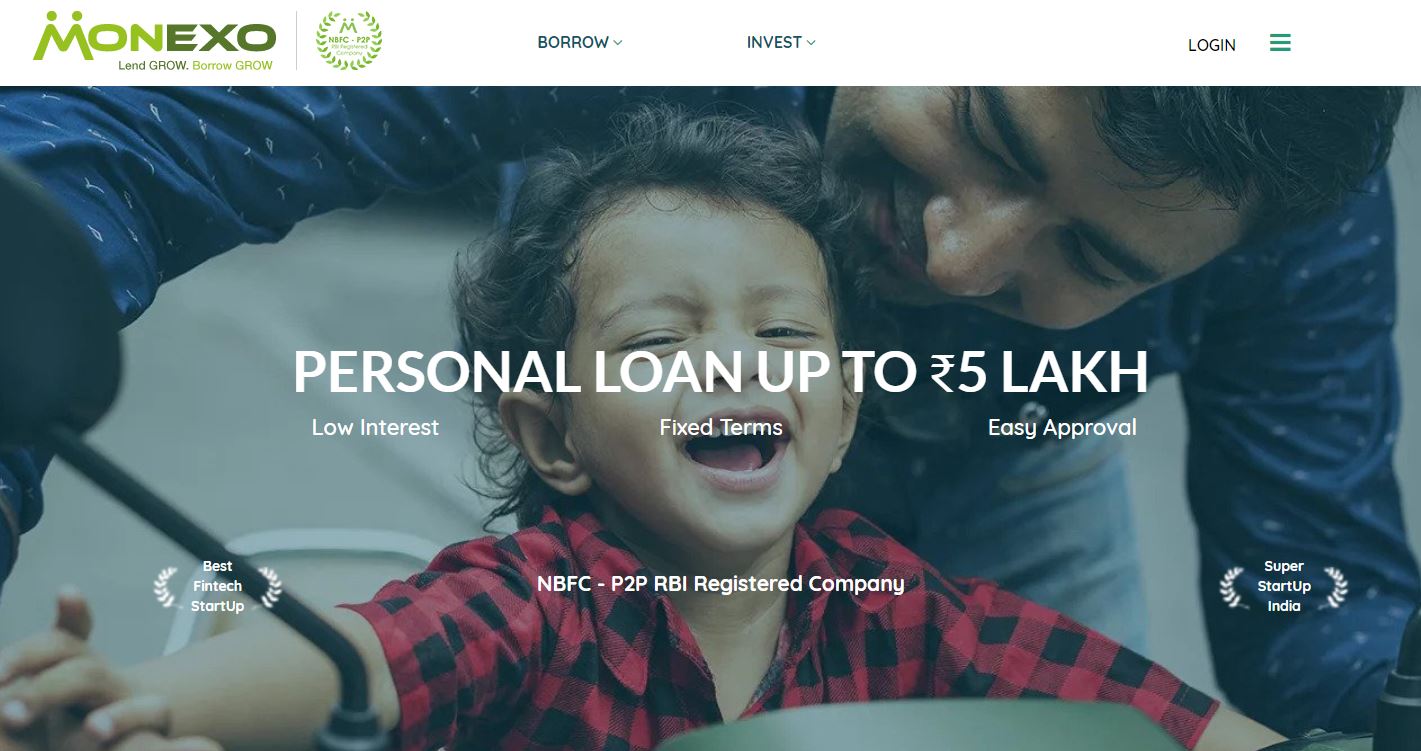 MONEXO
Lend GROW. Borrow GROW
NBFC - P2P
RBI Registered
Company
BORROW
INVEST
LOGIN
PERSONAL LOAN UP TO ₹5 LAKH
Low Interest
Fixed Terms
Easy Approval
Best
Fintech
StartUp
NBFC - P2P RBI Registered Company
Super
StartUp
India